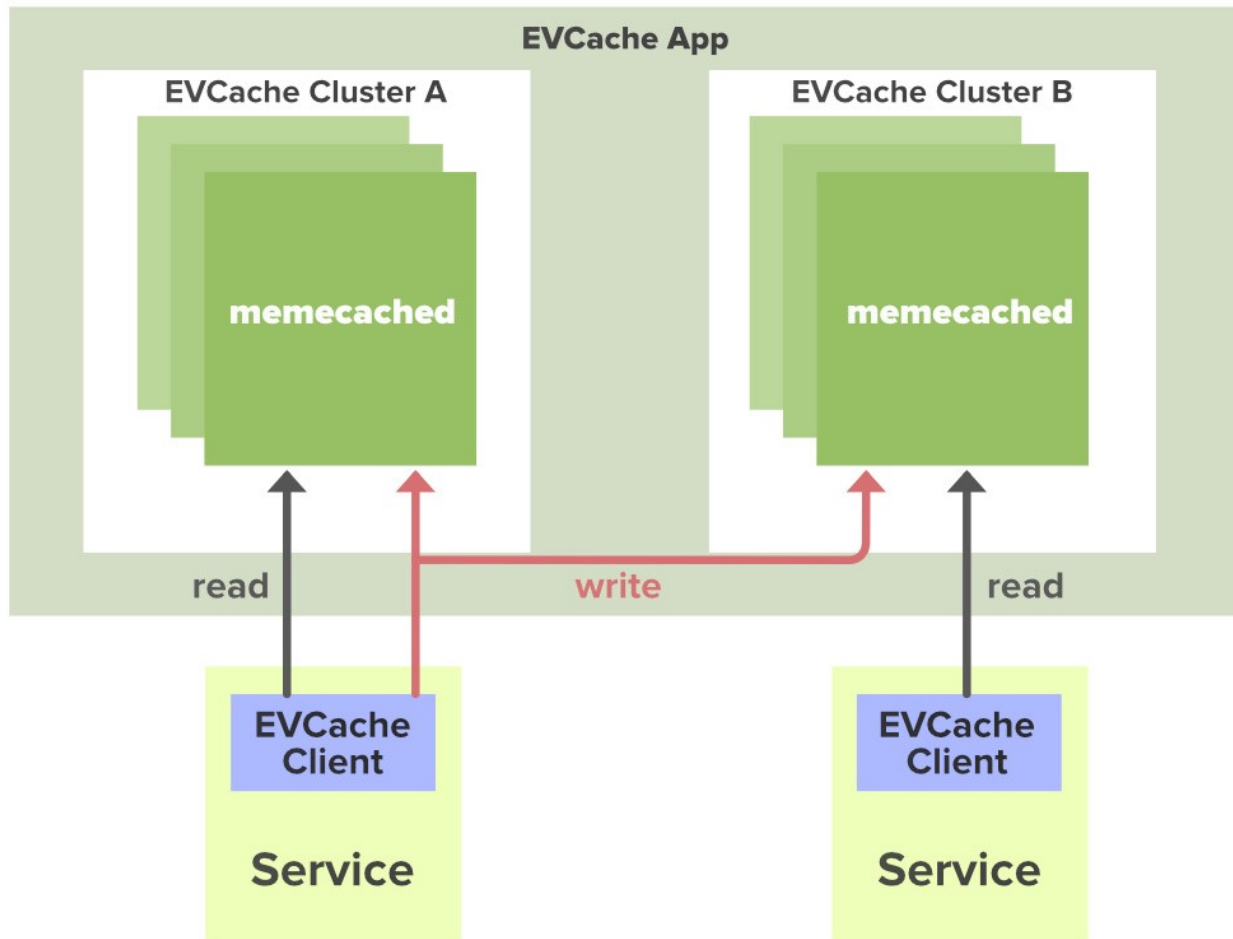 EVCache App
EVCache Cluster A
EVCache Cluster B
memecached
memecached
read
write
read
EVCache
Client
EVCache
Client
Service
Service